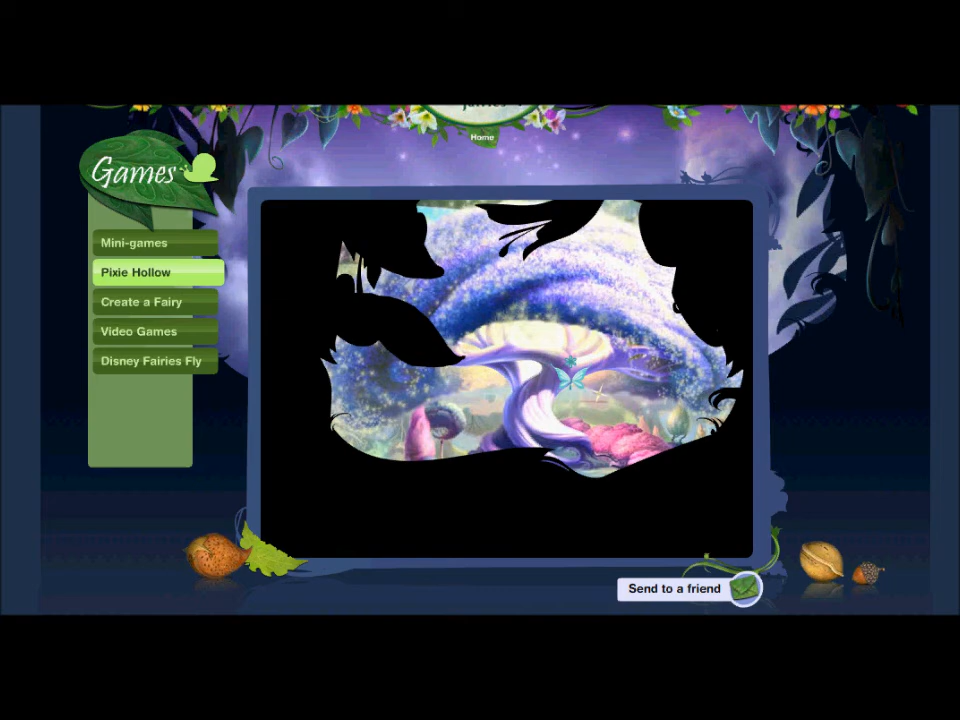 Home
Games
Mini-games
Pixie Hollow
Create a Fairy
Video Games
Disney Fairies Fly
Send to a friend